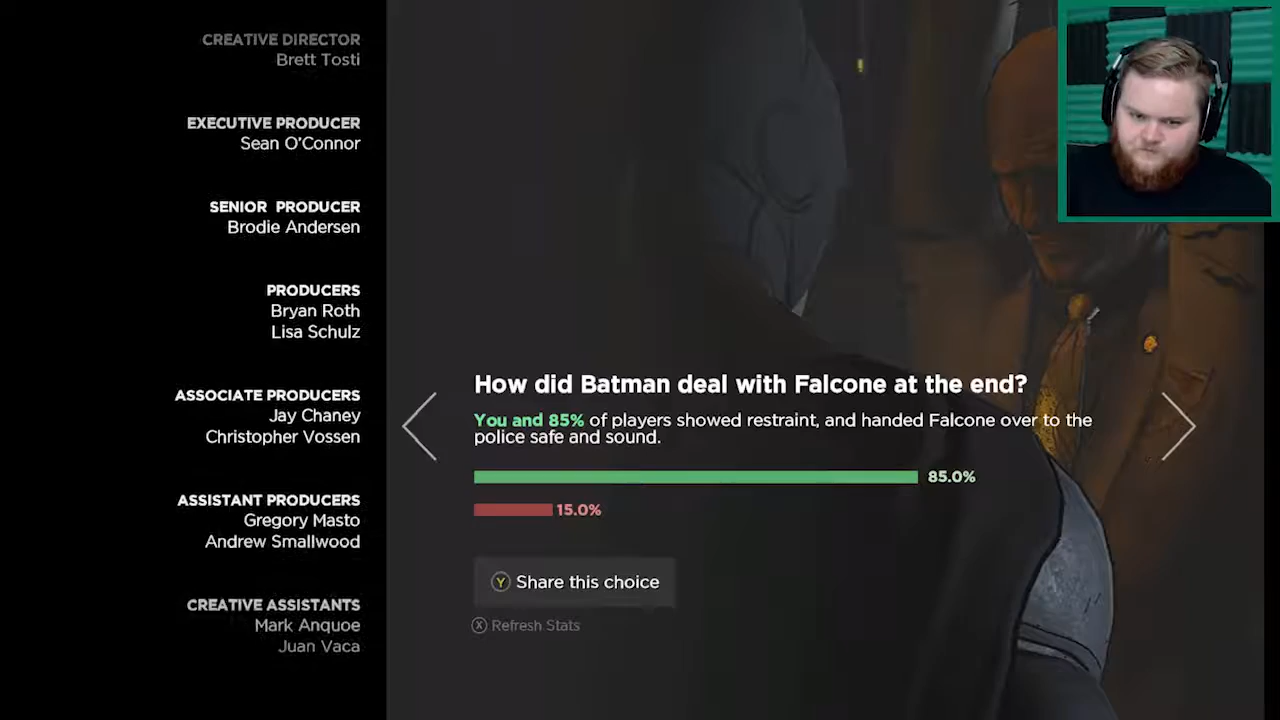 CREATIVE DIRECTOR
Brett Tosti
EXECUTIVE PRODUCER
Sean O'Connor
SENIOR PRODUCER
Brodie Andersen
PRODUCERS
Bryan Roth
Lisa Schulz
ASSOCIATE PRODUCERS
Jay Chaney
Christopher Vossen
ASSISTANT PRODUCERS
Gregory Masto
Andrew Smallwood
CREATIVE ASSISTANTS
Mark Anquoe
Juan Vaca
How did Batman deal with Falcone at the end?
You and 85% of players showed restraint, and handed Falcone over to the
police safe and sound.
85.0%
15.0%
Y Share this choice
X Refresh Stats